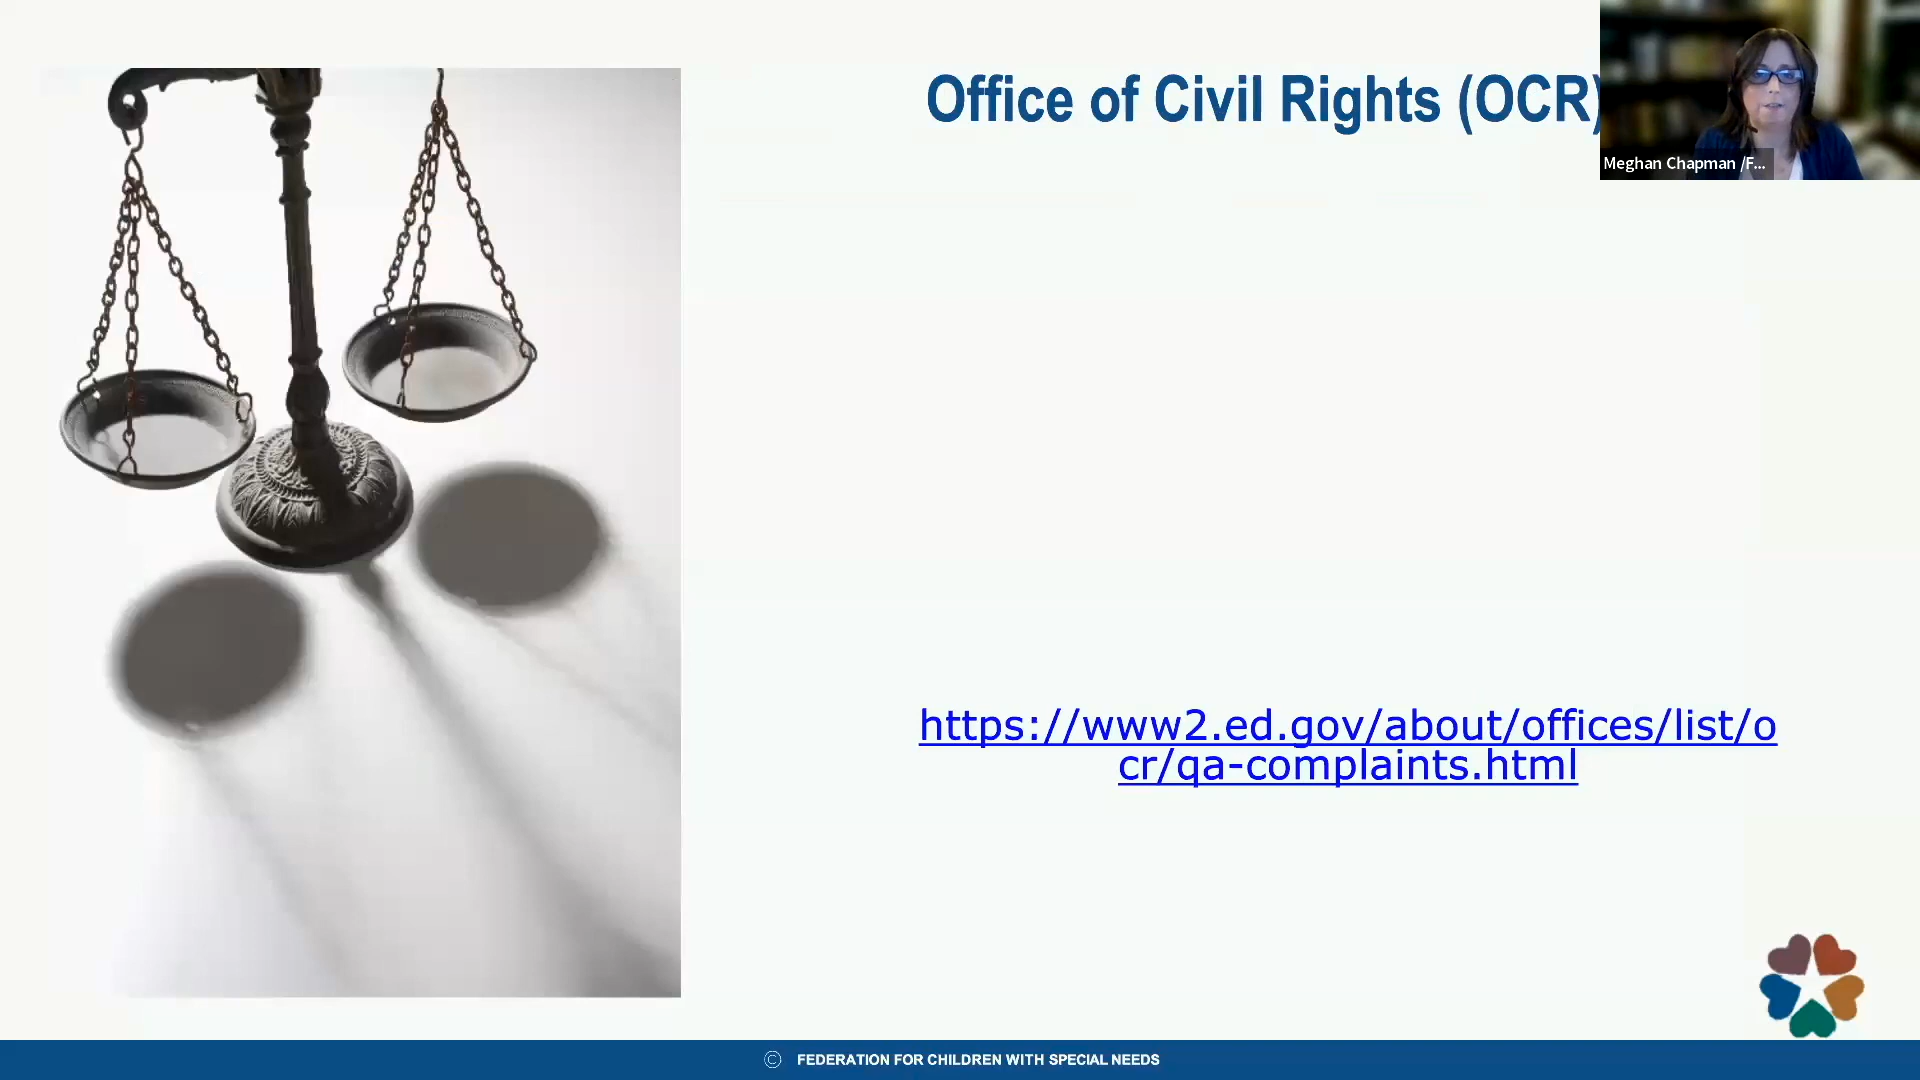 Office of Civil Rights (OCR)
Meghan Chapman /F...
https://www2.ed.gov/about/offices/list/o
cr/qa-complaints.html
© FEDERATION FOR CHILDREN WITH SPECIAL NEEDS